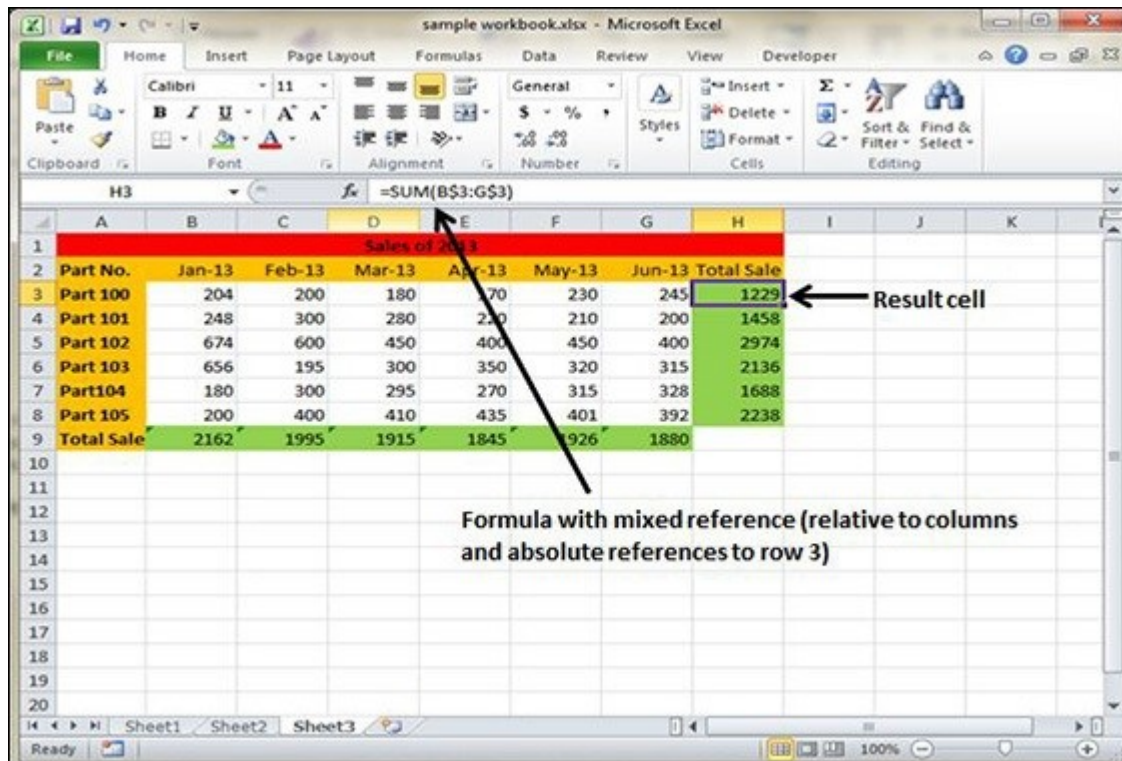 sample workbook.xlsx - Microsoft Excel
File Home Insert Page Layout Formulas Data Review View Developer
Calibri 11 General Insert Σ
Paste B I U A A $ % , Styles Delete Sort & Filter Find & Select
A Format
Clipboard Font Alignment Number Cells Editing
H3 fx =SUM(B$3:G$3)
A B C D E F G H I J K
1 Sales of 2013
2 Part No. Jan-13 Feb-13 Mar-13 Apr-13 May-13 Jun-13 Total Sale
3 Part 100 204 200 180 230 245 1229 Result cell
4 Part 101 248 300 280 210 200 1458
5 Part 102 674 600 450 400 450 400 2974
6 Part 103 656 195 300 350 320 315 2136
7 Part104 180 300 295 270 315 328 1688
8 Part 105 200 400 410 435 401 392 2238
9 Total Sale 2162 1995 1915 1845 1926 1880
10
11
12
Formula with mixed reference (relative to columns
13
and absolute references to row 3)
14
15
16
17
18
19
20
Sheet1 Sheet2 Sheet3
Ready 100%